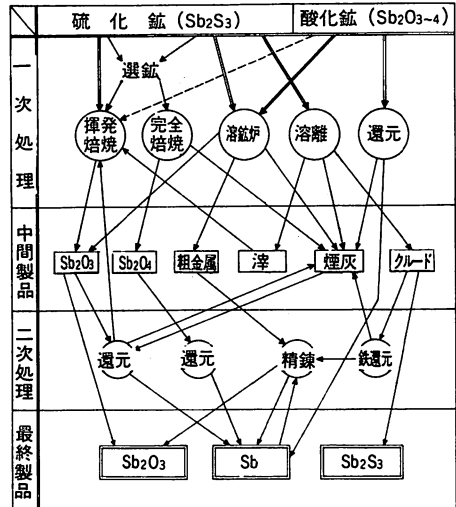 硫化鉱(Sb2S3)
酸化鉱(Sb2O3~4)
一次処理
選鉱
揮発焙焼
完全焙焼
溶鉱炉
溶離
還元
中間製品
Sb2O3
Sb2O4
粗金属
滓
煙灰
クルード
二次処理
還元
還元
精錬
鉄還元
最終製品
Sb2O3
Sb
Sb2S3